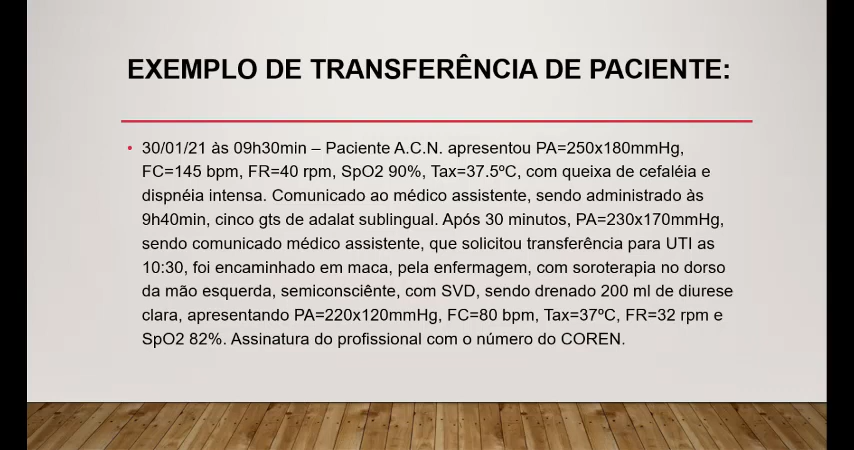 EXEMPLO DE TRANSFERÊNCIA DE PACIENTE:
• 30/01/21 às 09h30min – Paciente A.C.N. apresentou PA=250x180mmHg,
FC=145 bpm, FR=40 rpm, SpO2 90%, Tax=37.5ºC, com queixa de cefaléia e
dispnéia intensa. Comunicado ao médico assistente, sendo administrado às
9h40min, cinco gts de adalat sublingual. Após 30 minutos, PA=230x170mmHg,
sendo comunicado médico assistente, que solicitou transferência para UTI as
10:30, foi encaminhado em maca, pela enfermagem, com soroterapia no dorso
da mão esquerda, semiconsciênte, com SVD, sendo drenado 200 ml de diurese
clara, apresentando PA=220x120mmHg, FC=80 bpm, Tax=37ºC, FR=32 rpm e
SpO2 82%. Assinatura do profissional com o número do COREN.